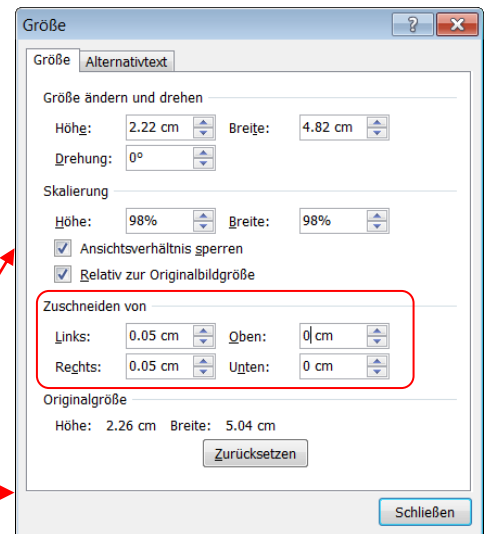 Größe
Größe Alternativtext
Größe ändern und drehen
Höhe: 2.22 cm Breite: 4.82 cm
Drehung: 0°
Skalierung
Höhe: 98% Breite: 98%
Ansichtsverhältnis sperren
Relativ zur Originalbildgröße
Zuschneiden von
Links: 0.05 cm Oben: 0 cm
Rechts: 0.05 cm Unten: 0 cm
Originalgröße
Höhe: 2.26 cm Breite: 5.04 cm
Zurücksetzen
Schließen